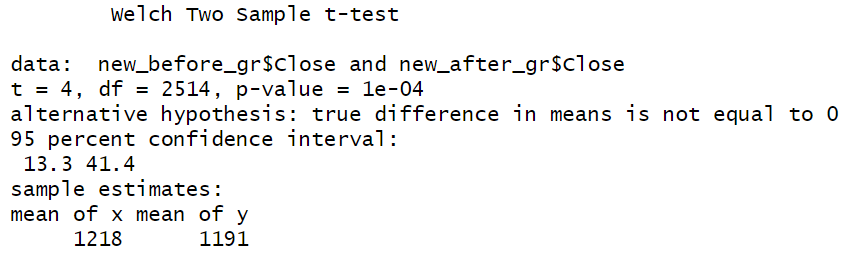 Welch Two Sample t-test
data:  new_before_gr$Close and new_after_gr$Close
t = 4, df = 2514, p-value = 1e-04
alternative hypothesis: true difference in means is not equal to 0
95 percent confidence interval:
 13.3 41.4
sample estimates:
mean of x mean of y
     1218      1191